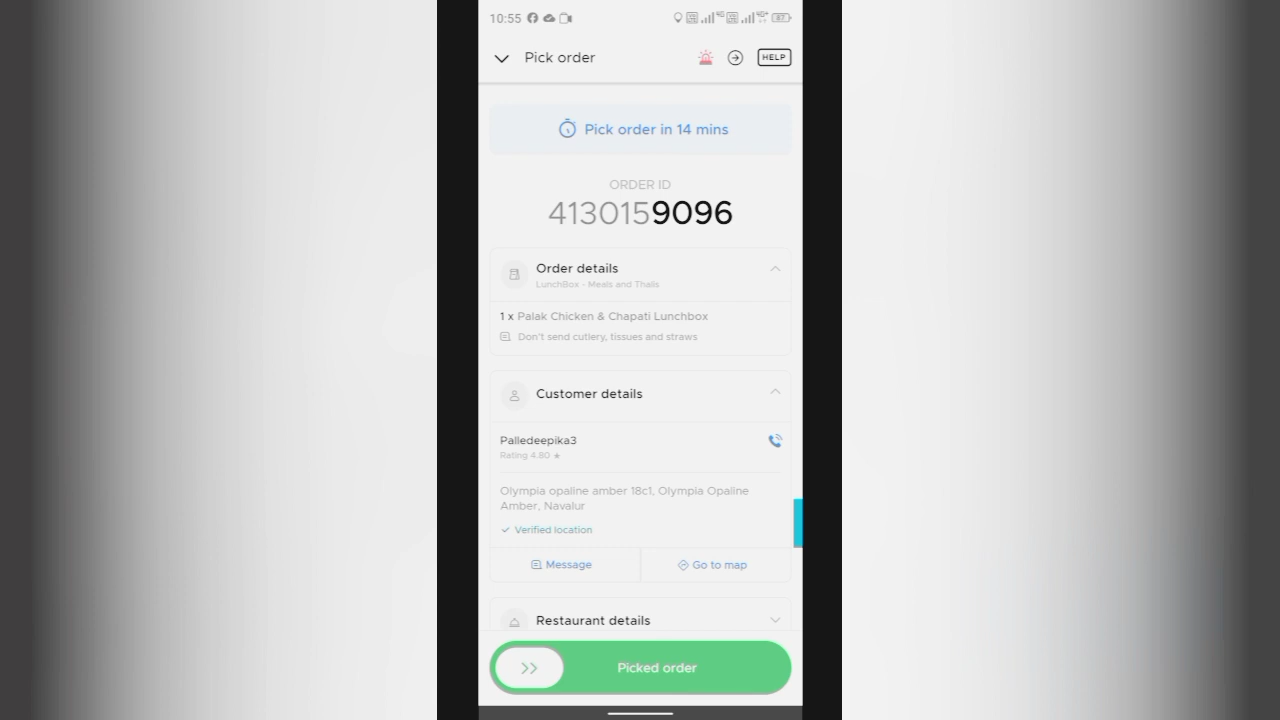 10:55
Pick order
HELP
Pick order in 14 mins
ORDER ID
4130159096
Order details
LunchBox - Meals and Thalis
1 x Palak Chicken & Chapati Lunchbox
Don't send cutlery, tissues and straws
Customer details
Palledeepika3
Rating 4.80 ★
Olympia opaline amber 18c1, Olympia Opaline
Amber, Navalur
Verified location
Message
Go to map
Restaurant details
Picked order